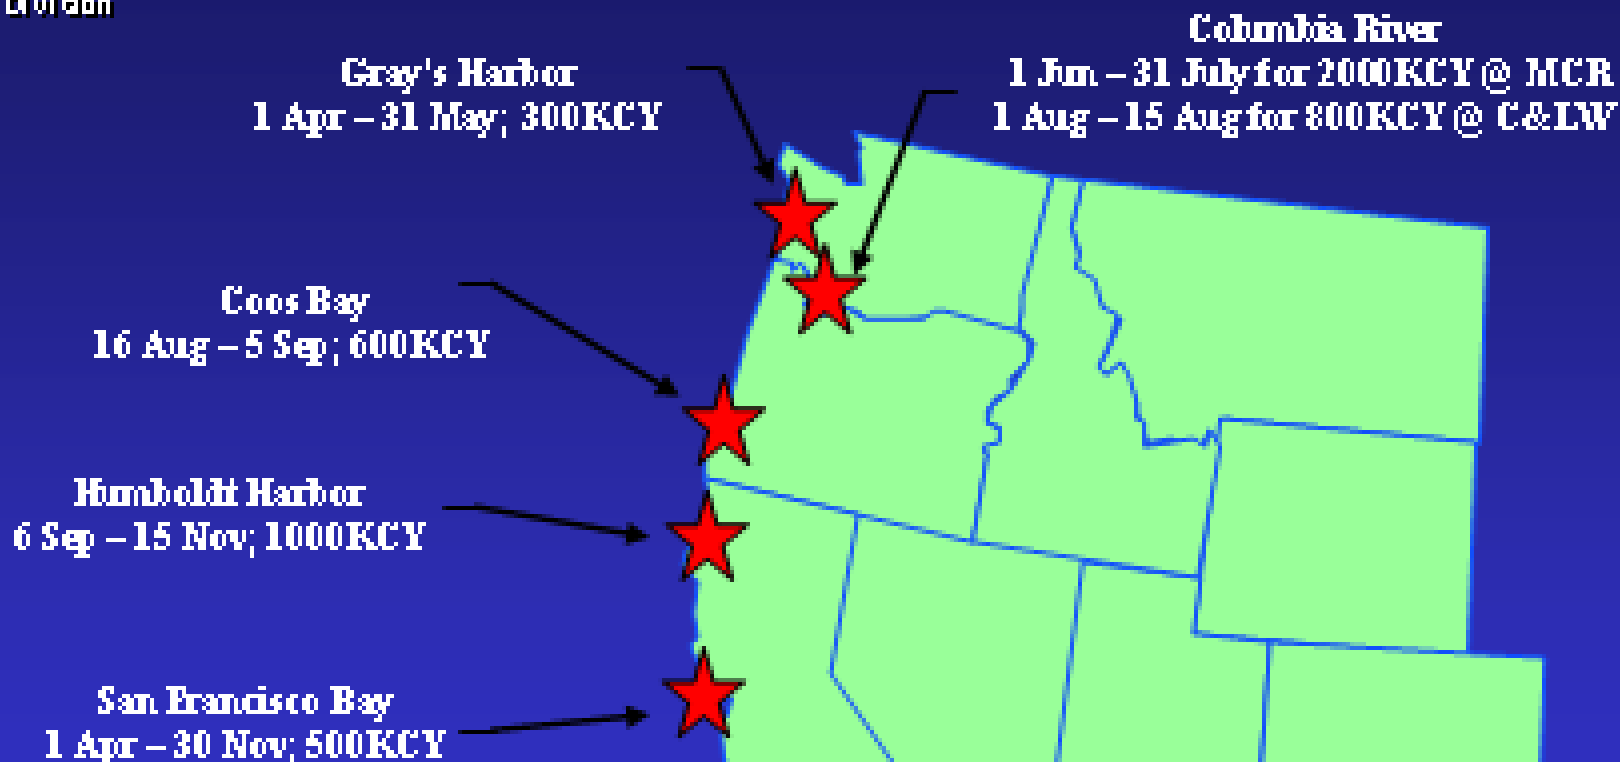 Gray's Harbor
1 Apr – 31 May; 300KCY
Columbia River
1 Jun – 31 July for 2000KCY @ MCR
1 Aug – 15 Aug for 800KCY @ C&LW
Coos Bay
16 Aug – 5 Sep; 600KCY
Humboldt Harbor
6 Sep – 15 Nov; 1000KCY
San Francisco Bay
1 Apr – 30 Nov; 500KCY